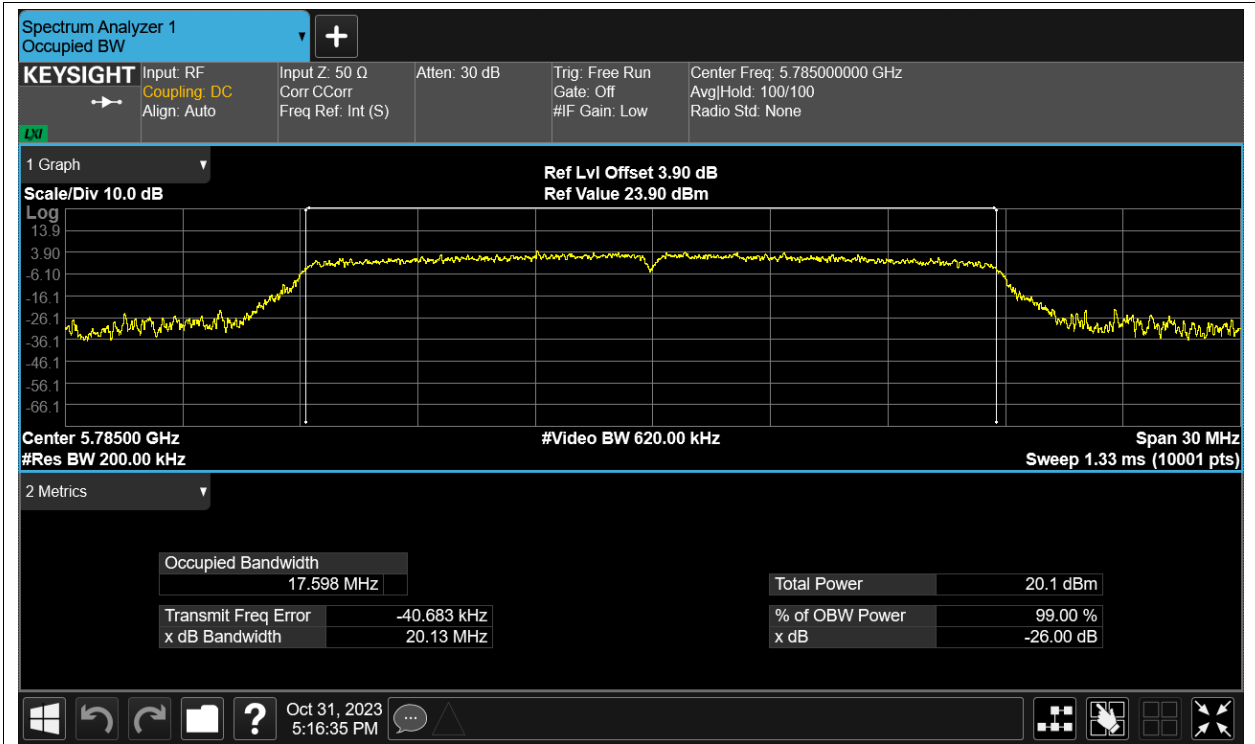 Spectrum Analyzer 1
Occupied BW
KEYSIGHT
LXI
Input: RF
Coupling: DC
Align: Auto
Input Z: 50 Ω
Corr CCorr
Freq Ref: Int (S)
Atten: 30 dB
Trig: Free Run
Gate: Off
#IF Gain: Low
Center Freq: 5.785000000 GHz
Avg|Hold: 100/100
Radio Std: None
1 Graph
Scale/Div 10.0 dB
Ref Lvl Offset 3.90 dB
Ref Value 23.90 dBm
Log
13.9
3.90
-6.10
-16.1
-26.1
-36.1
-46.1
-56.1
-66.1
Center 5.78500 GHz
#Res BW 200.00 kHz
#Video BW 620.00 kHz
Span 30 MHz
Sweep 1.33 ms (10001 pts)
2 Metrics
Occupied Bandwidth
17.598 MHz
Transmit Freq Error -40.683 kHz
x dB Bandwidth 20.13 MHz
Total Power 20.1 dBm
% of OBW Power 99.00 %
x dB -26.00 dB
Oct 31, 2023
5:16:35 PM